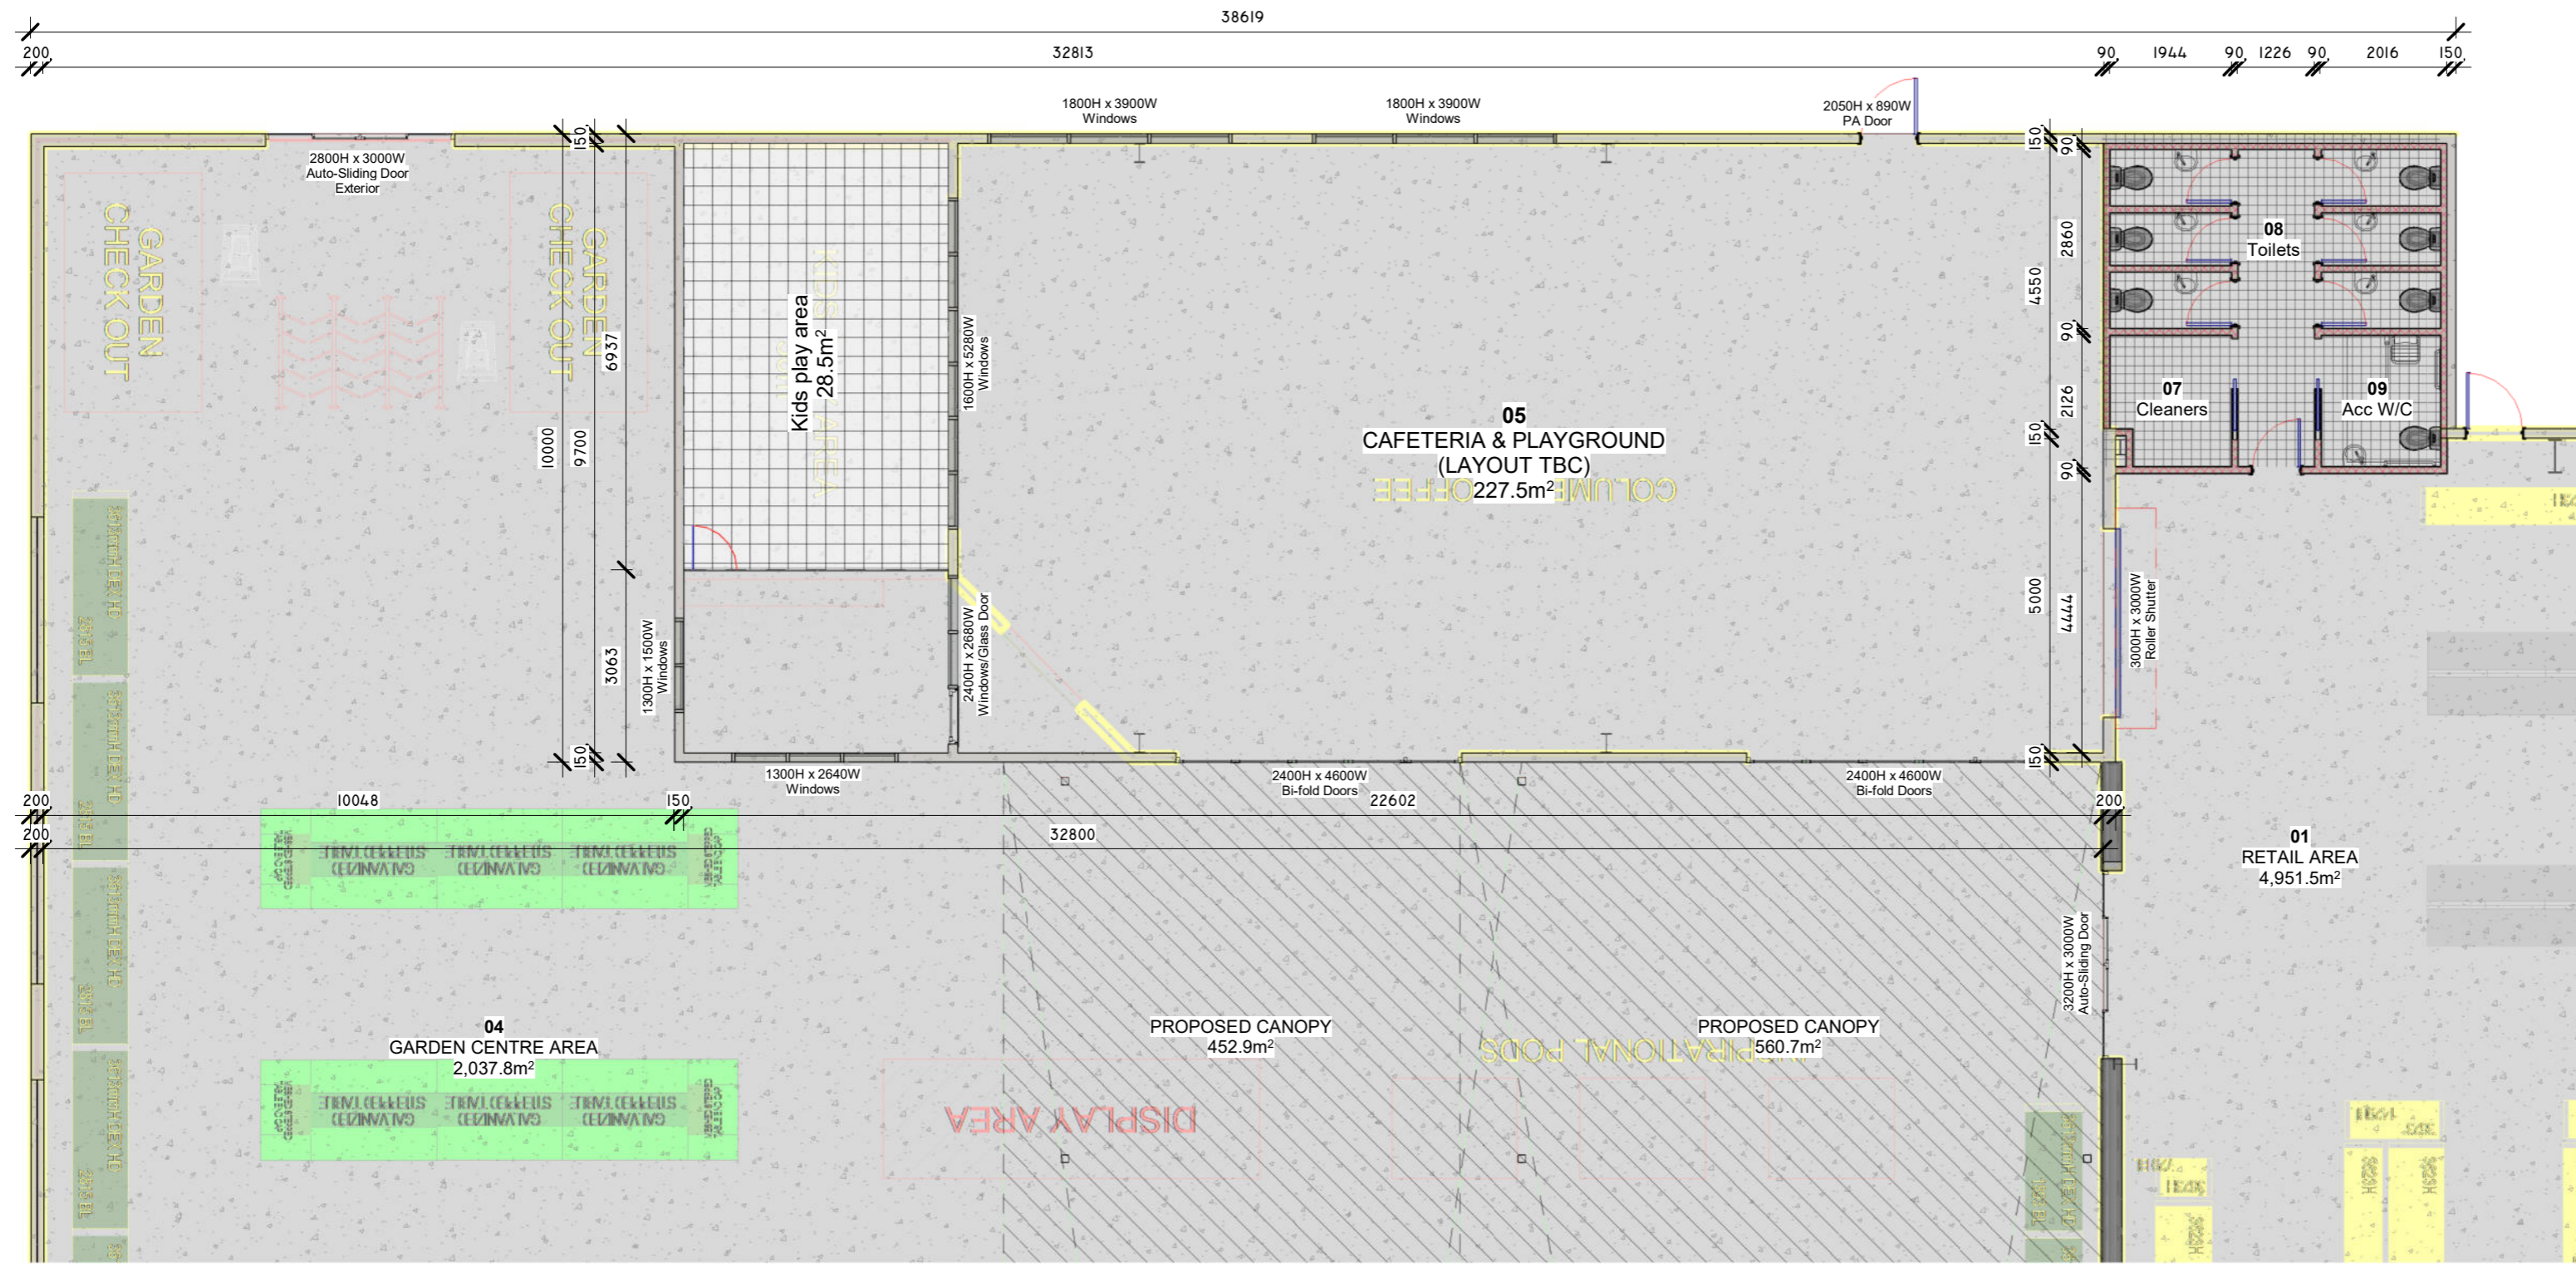 38619
200
32813
90
1944
90
1226
90
2016
150
1800H x 3900W
Windows
1800H x 3900W
Windows
2050H x 890W
PA Door
2800H x 3000W
Auto-Sliding Door
Exterior
150
150
90
GARDEN
CHECK OUT
GARDEN
CHECK OUT
Kids play area
28.5m²
1600H x 5280W
Windows
6937
10000
9700
3063
150
05
CAFETERIA & PLAYGROUND
(LAYOUT TBC)
227.5m²
08
Toilets
2860
4550
90
2126
150
90
07
Cleaners
09
Acc W/C
5000
4444
150
3000H x 3000W
Roller Shutter
1300H x 1500W
Windows
2400H x 2680W
Windows/Glass Door
1300H x 2640W
Windows
2400H x 4600W
Bi-fold Doors
2400H x 4600W
Bi-fold Doors
200
10048
150
22602
200
200
32800
01
RETAIL AREA
4,951.5m²
3200H x 3000W
Auto-Sliding Door
04
GARDEN CENTRE AREA
2,037.8m²
PROPOSED CANOPY
452.9m²
PROPOSED CANOPY
560.7m²
DISPLAY AREA